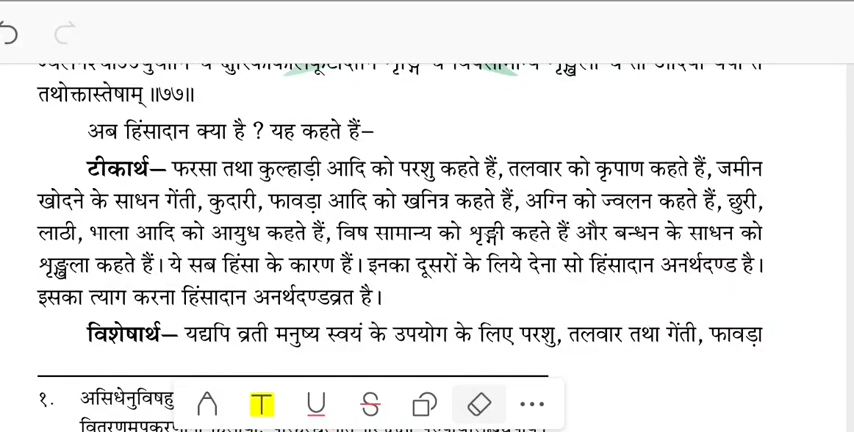 तथोक्तास्तेषाम् ॥७७॥
अब हिंसादान क्या है ? यह कहते हैं–
टीकार्थ— फरसा तथा कुल्हाड़ी आदि को परशु कहते हैं, तलवार को कृपाण कहते हैं, जमीन
खोदने के साधन गेंती, कुदारी, फावड़ा आदि को खनित्र कहते हैं, अग्नि को ज्वलन कहते हैं, छुरी,
लाठी, भाला आदि को आयुध कहते हैं, विष सामान्य को शृङ्गी कहते हैं और बन्धन के साधन को
शृङ्खला कहते हैं। ये सब हिंसा के कारण हैं। इनका दूसरों के लिये देना सो हिंसादान अनर्थदण्ड है।
इसका त्याग करना हिंसादान अनर्थदण्डव्रत है।
विशेषार्थ— यद्यपि व्रती मनुष्य स्वयं के उपयोग के लिए परशु, तलवार तथा गेंती, फावड़ा
१. असिधेनुविषहु